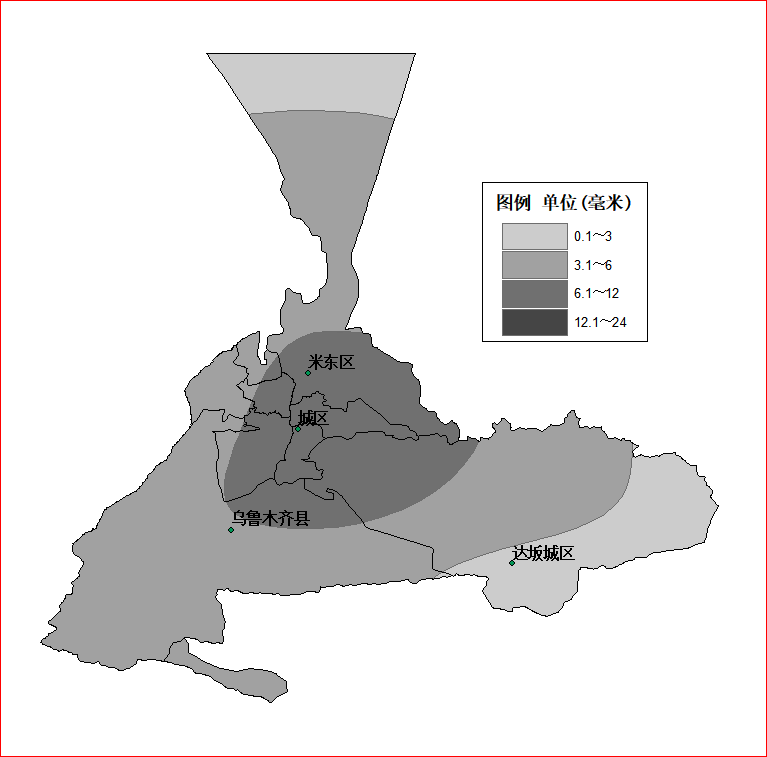 图例 单位(毫米)
0.1～3
3.1～6
6.1～12
12.1～24
米东区
城区
乌鲁木齐县
达坂城区